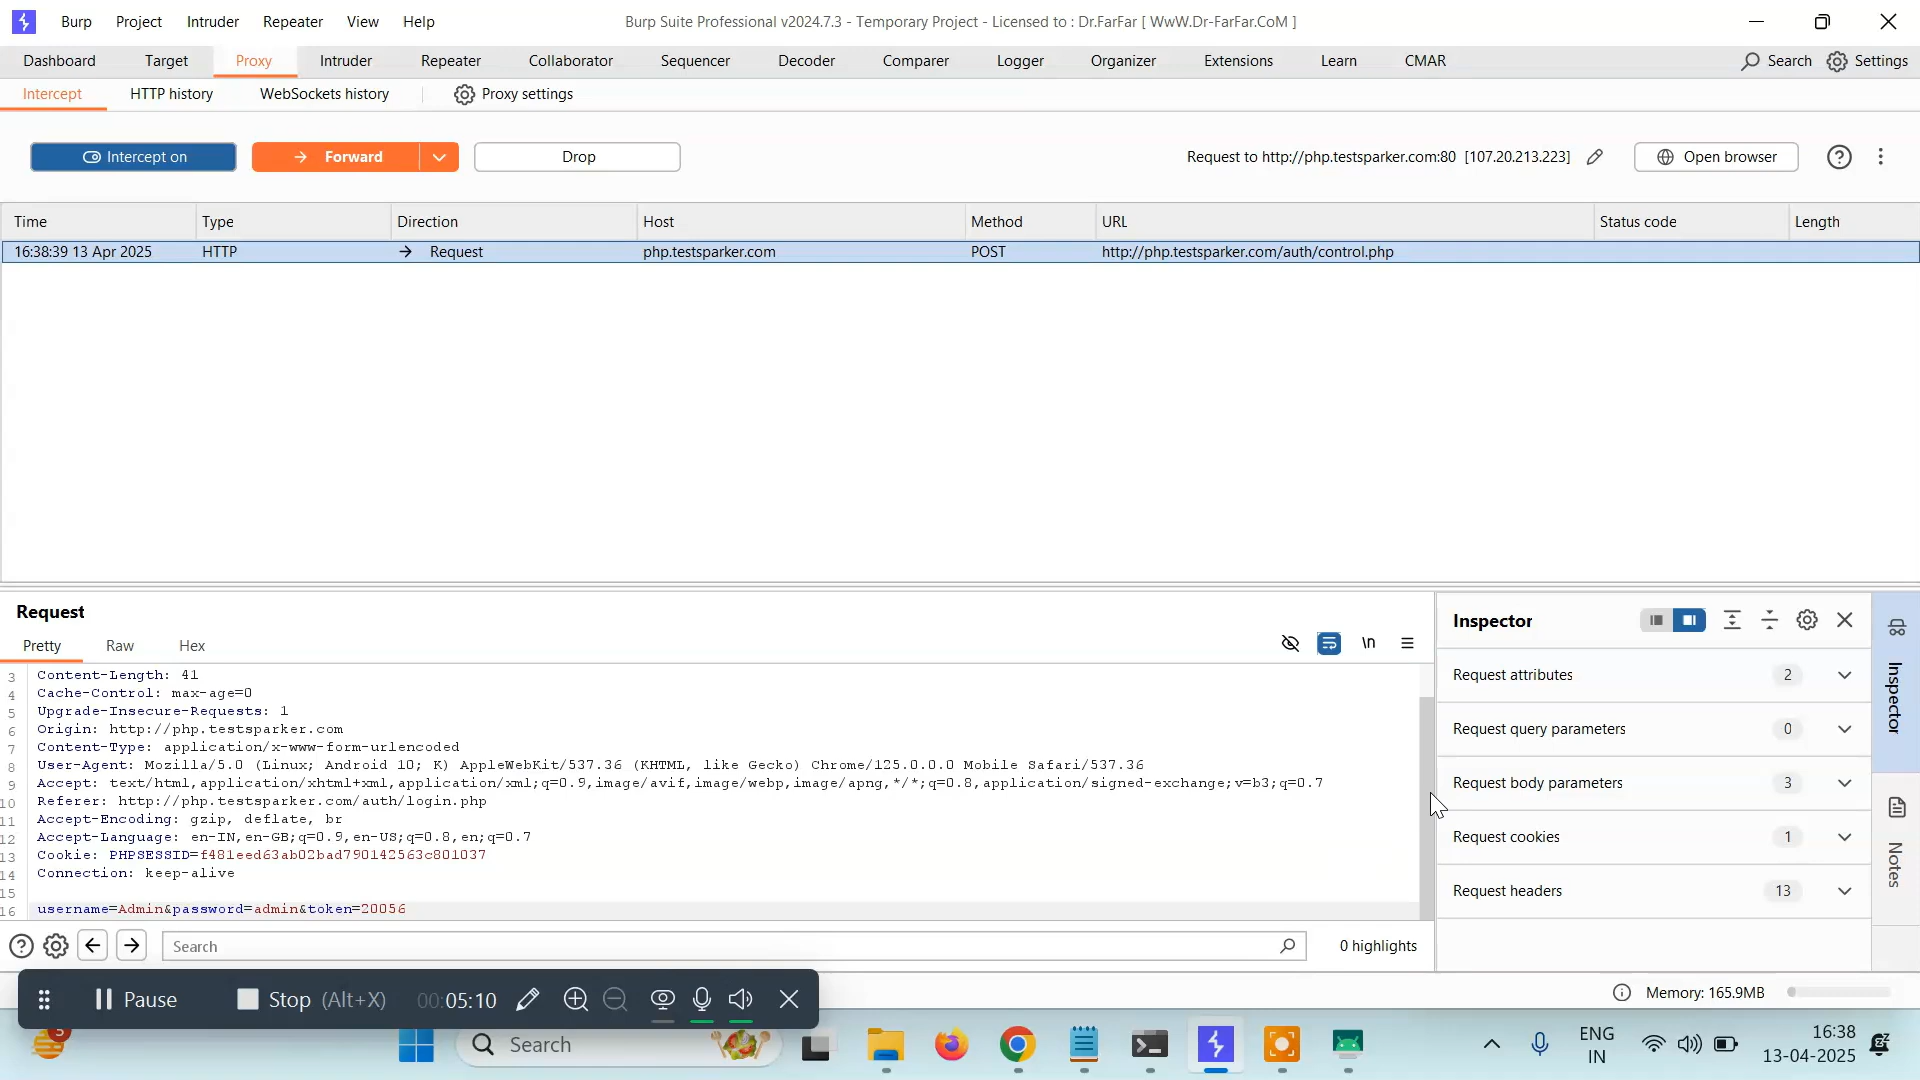 Burp Project Intruder Repeater View Help
Burp Suite Professional v2024.7.3 - Temporary Project - Licensed to : Dr.FarFar [ WwW.Dr-FarFar.CoM ]
Dashboard Target Proxy Intruder Repeater Collaborator Sequencer Decoder Comparer Logger Organizer Extensions Learn CMAR Search Settings
Intercept HTTP history WebSockets history Proxy settings
Intercept on Forward Drop Request to http://php.testsparker.com:80 [107.20.213.223] Open browser
Time Type Direction Host Method URL Status code Length
16:38:39 13 Apr 2025 HTTP → Request php.testsparker.com POST http://php.testsparker.com/auth/control.php
Request
Pretty Raw Hex \n
3 Content-Length: 41
4 Cache-Control: max-age=0
5 Upgrade-Insecure-Requests: 1
6 Origin: http://php.testsparker.com
7 Content-Type: application/x-www-form-urlencoded
8 User-Agent: Mozilla/5.0 (Linux; Android 10; K) AppleWebKit/537.36 (KHTML, like Gecko) Chrome/125.0.0.0 Mobile Safari/537.36
9 Accept: text/html,application/xhtml+xml,application/xml;q=0.9,image/avif,image/webp,image/apng,*/*;q=0.8,application/signed-exchange;v=b3;q=0.7
10 Referer: http://php.testsparker.com/auth/login.php
11 Accept-Encoding: gzip, deflate, br
12 Accept-Language: en-IN,en-GB;q=0.9,en-US;q=0.8,en;q=0.7
13 Cookie: PHPSESSID=f481eed63ab02bad790142563c801037
14 Connection: keep-alive
15
16 username=Admin&password=admin&token=20056
Search 0 highlights
Inspector
Request attributes 2
Request query parameters 0
Request body parameters 3
Request cookies 1
Request headers 13
Inspector
Notes
Memory: 165.9MB
Pause Stop (Alt+X) 00:05:10
5
Search
ENG
IN
16:38
13-04-2025